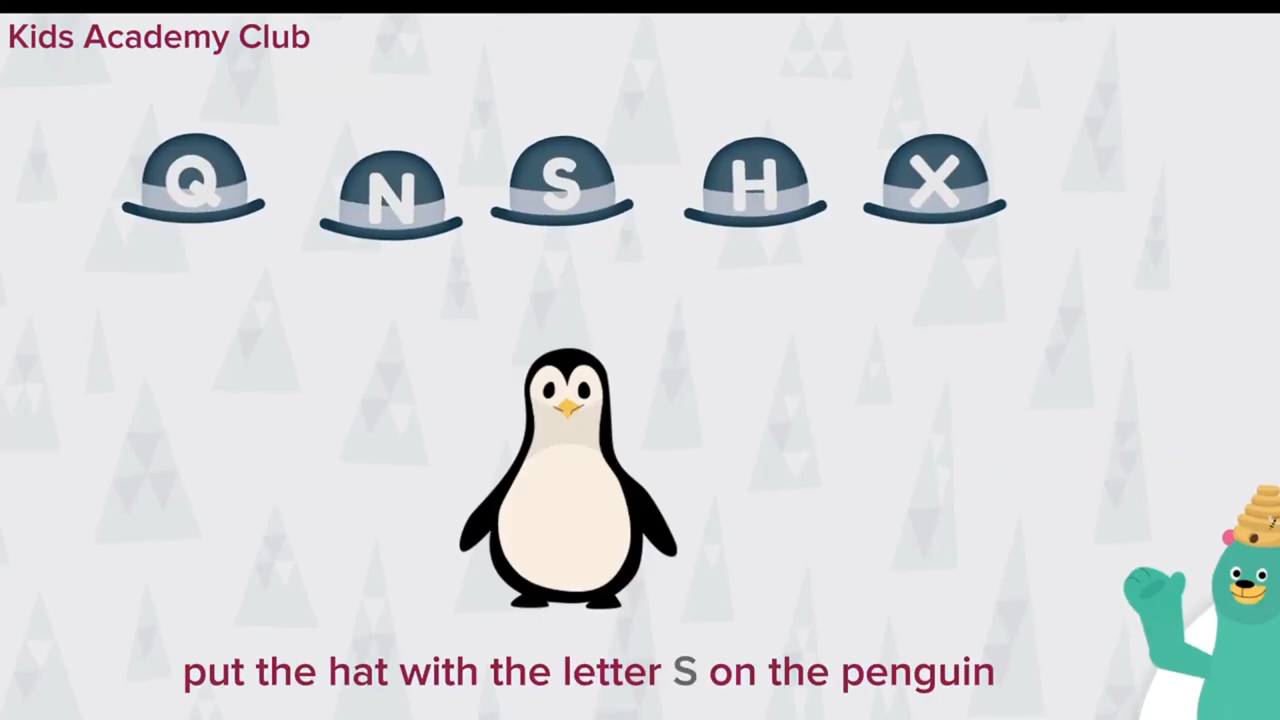 Kids Academy Club
Q N S H X
put the hat with the letter S on the penguin